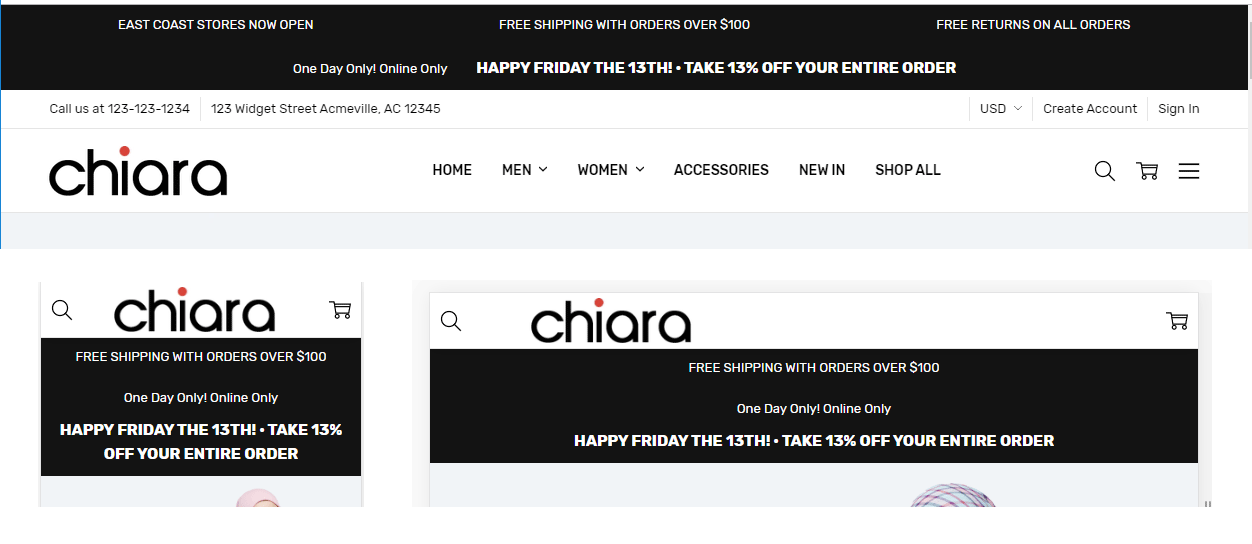 EAST COAST STORES NOW OPEN FREE SHIPPING WITH ORDERS OVER $100 FREE RETURNS ON ALL ORDERS
One Day Only! Online Only HAPPY FRIDAY THE 13TH! • TAKE 13% OFF YOUR ENTIRE ORDER
Call us at 123-123-1234 123 Widget Street Acmeville, AC 12345 USD Create Account Sign In
chiara HOME MEN WOMEN ACCESSORIES NEW IN SHOP ALL
chiara
FREE SHIPPING WITH ORDERS OVER $100
One Day Only! Online Only
HAPPY FRIDAY THE 13TH! • TAKE 13%
OFF YOUR ENTIRE ORDER
chiara
FREE SHIPPING WITH ORDERS OVER $100
One Day Only! Online Only
HAPPY FRIDAY THE 13TH! • TAKE 13% OFF YOUR ENTIRE ORDER